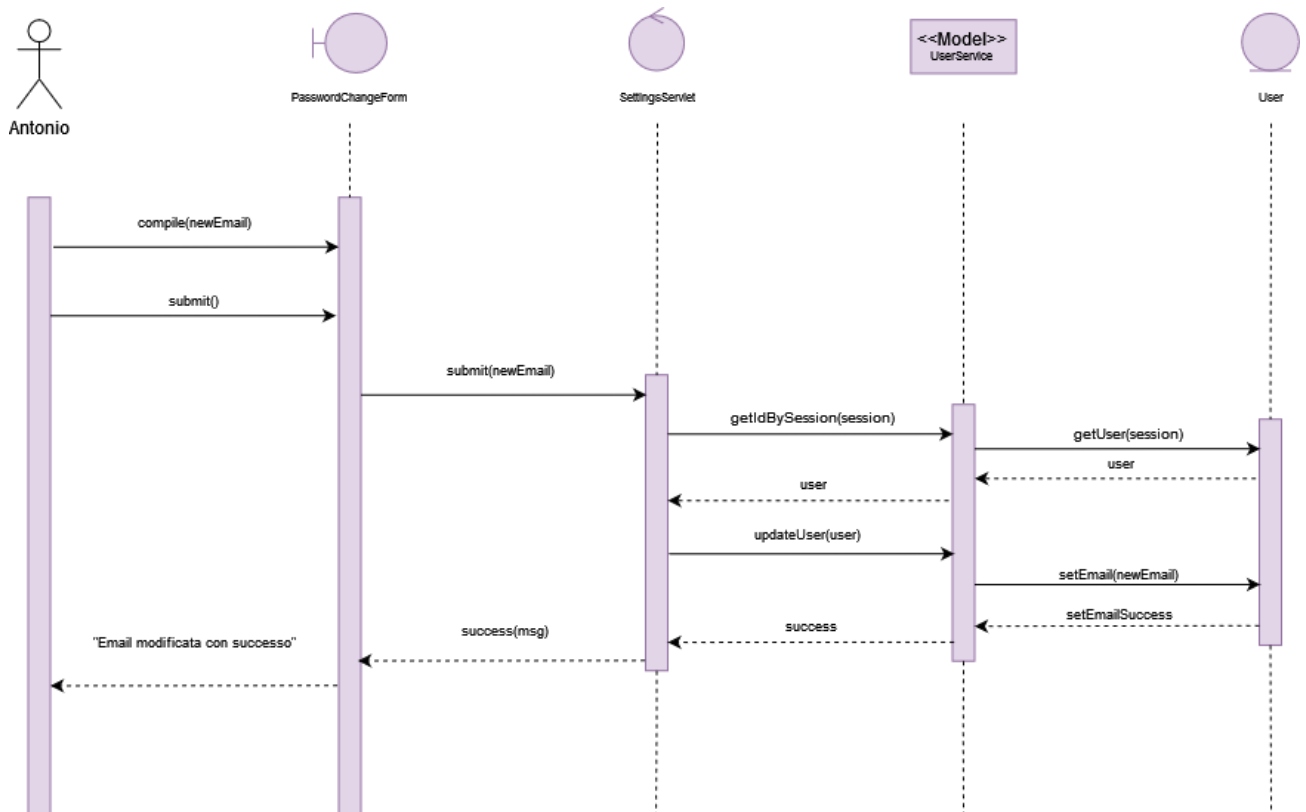 <<Model>>
UserService
PasswordChangeForm
SettingsServlet
User
Antonio
compile(newEmail)
submit()
submit(newEmail)
getIdBySession(session)
getUser(session)
user
user
updateUser(user)
setEmail(newEmail)
setEmailSuccess
success
success(msg)
"Email modificata con successo"